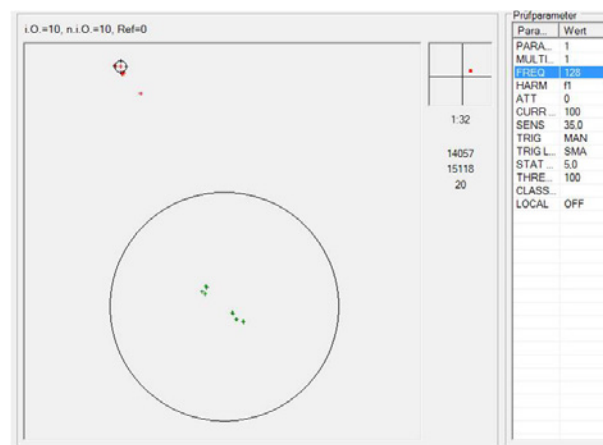 Prüfparameter
i.O.=10, n.i.O.=10, Ref=0
1:32
14057
15118
20
Para... Wert
PARA... 1
MULTI... 1
FREQ 128
HARM f1
ATT 0
CURR... 100
SENS 35,0
TRIG MAN
TRIG L... SMA
STAT ... 5,0
THRE... 100
CLASS...
LOCAL OFF